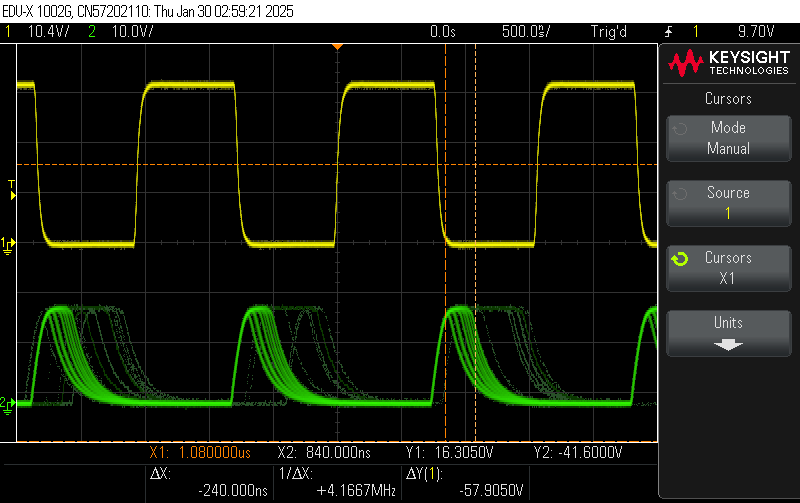 EDU-X 1002G, CN57202110: Thu Jan 30 02:59:21 2025
1 10.4V/ 2 10.0V/ 0.0s 500.0ns/ Trig'd 1 9.70V
KEYSIGHT
TECHNOLOGIES
Cursors
Mode
Manual
Source
1
Cursors
X1
Units
T
1
2
X1: 1.080000us X2: 840.000ns Y1: 16.3050V Y2: -41.6000V
ΔX: 1/ΔX: ΔY(1):
-240.000ns +4.1667MHz -57.9050V